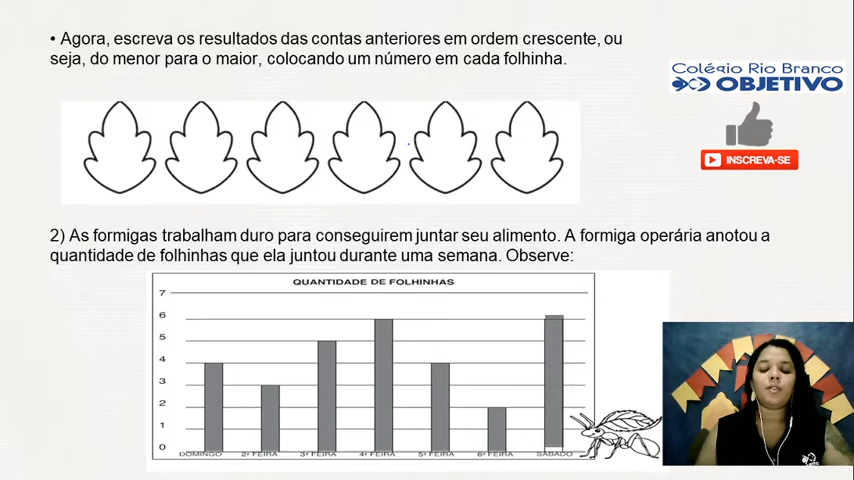 • Agora, escreva os resultados das contas anteriores em ordem crescente, ou
seja, do menor para o maior, colocando um número em cada folhinha.
Colégio Rio Branco
OBJETIVO
INSCREVA-SE
2) As formigas trabalham duro para conseguirem juntar seu alimento. A formiga operária anotou a
quantidade de folhinhas que ela juntou durante uma semana. Observe:
QUANTIDADE DE FOLHINHAS
7
6
5
4
3
2
1
0
DOMINGO 2ª FEIRA 3ª FEIRA 4ª FEIRA 5ª FEIRA 6ª FEIRA SÁBADO